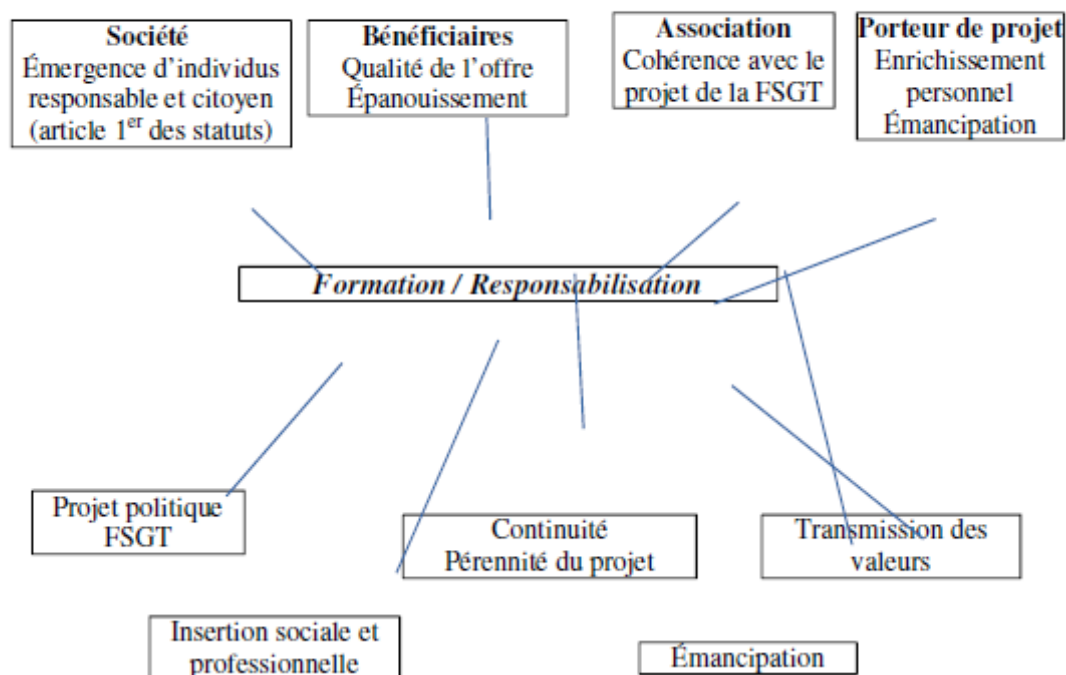 Société
Émergence d'individus
responsable et citoyen
(article 1er des statuts)
Bénéficiaires
Qualité de l'offre
Épanouissement
Association
Cohérence avec le
projet de la FSGT
Porteur de projet
Enrichissement
personnel
Émancipation
Formation / Responsabilisation
Projet politique
FSGT
Continuité
Pérennité du projet
Transmission des
valeurs
Insertion sociale et
professionnelle
Émancipation